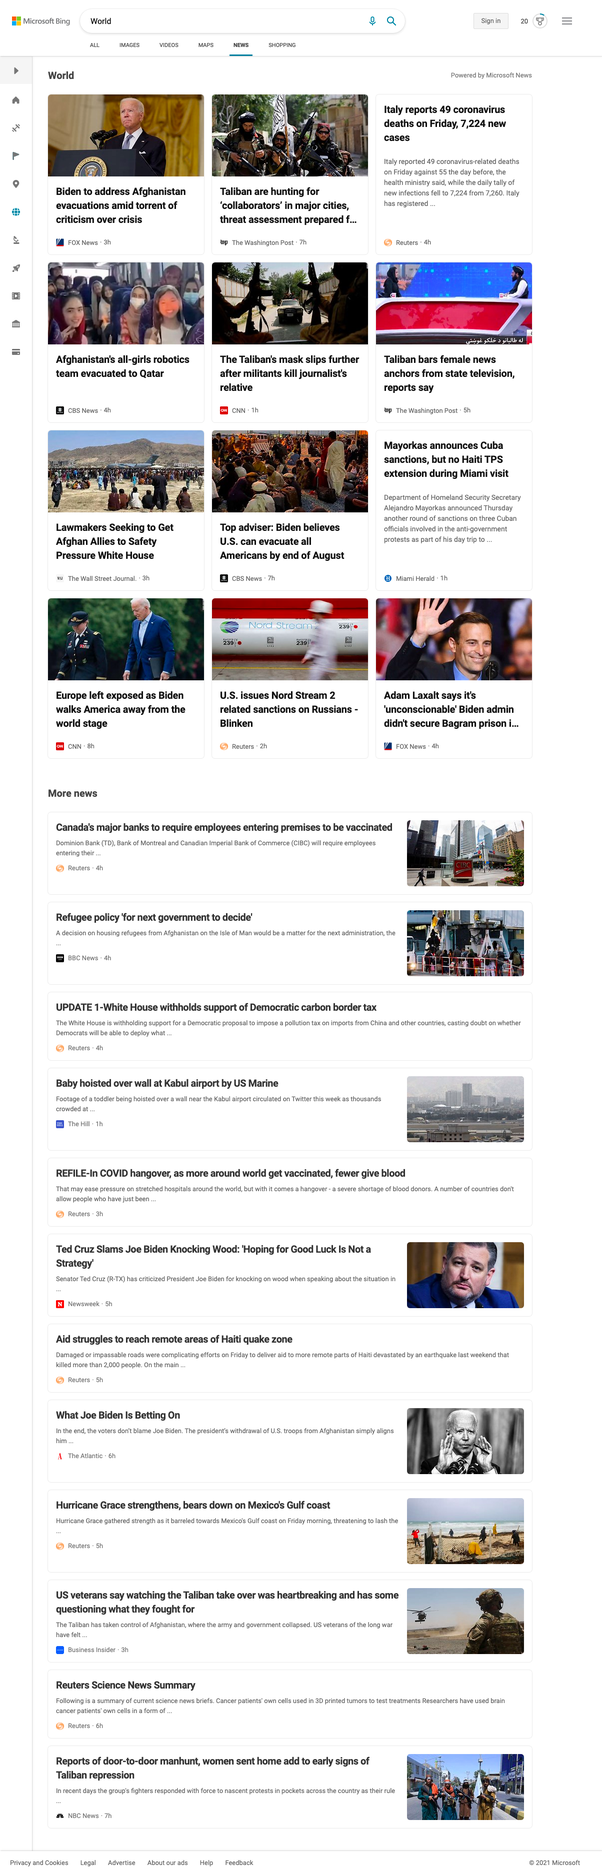 Microsoft Bing
World
Sign in
20
ALL IMAGES VIDEOS MAPS NEWS SHOPPING
World
Powered by Microsoft News
Biden to address Afghanistan
evacuations amid torrent of
criticism over crisis
FOX News · 3h
Taliban are hunting for
‘collaborators’ in major cities,
threat assessment prepared f...
The Washington Post · 7h
Italy reports 49 coronavirus
deaths on Friday, 7,224 new
cases
Italy reported 49 coronavirus-related deaths
on Friday against 55 the day before, the
health ministry said, while the daily tally of
new infections fell to 7,224 from 7,260. Italy
has registered ...
Reuters · 4h
Afghanistan's all-girls robotics
team evacuated to Qatar
CBS News · 4h
The Taliban's mask slips further
after militants kill journalist's
relative
CNN · 1h
Taliban bars female news
anchors from state television,
reports say
The Washington Post · 5h
Lawmakers Seeking to Get
Afghan Allies to Safety
Pressure White House
The Wall Street Journal. · 3h
Top adviser: Biden believes
U.S. can evacuate all
Americans by end of August
CBS News · 7h
Mayorkas announces Cuba
sanctions, but no Haiti TPS
extension during Miami visit
Department of Homeland Security Secretary
Alejandro Mayorkas announced Thursday
another round of sanctions on three Cuban
officials involved in the anti-government
protests as part of his day trip to ...
Miami Herald · 1h
Europe left exposed as Biden
walks America away from the
world stage
CNN · 8h
Nord Stream
239
239
239
U.S. issues Nord Stream 2
related sanctions on Russians -
Blinken
Reuters · 2h
Adam Laxalt says it's
'unconscionable' Biden admin
didn't secure Bagram prison i...
FOX News · 4h
More news
Canada's major banks to require employees entering premises to be vaccinated
Dominion Bank (TD), Bank of Montreal and Canadian Imperial Bank of Commerce (CIBC) will require employees
entering their ...
Reuters · 4h
Refugee policy 'for next government to decide'
A decision on housing refugees from Afghanistan on the Isle of Man would be a matter for the next administration, the
...
BBC News · 4h
UPDATE 1-White House withholds support of Democratic carbon border tax
The White House is withholding support for a Democratic proposal to impose a pollution tax on imports from China and other countries, casting doubt on whether
Democrats will be able to deploy what ...
Reuters · 4h
Baby hoisted over wall at Kabul airport by US Marine
Footage of a toddler being hoisted over a wall near the Kabul airport circulated on Twitter this week as thousands
crowded at ...
The Hill · 1h
REFILE-In COVID hangover, as more around world get vaccinated, fewer give blood
That may ease pressure on stretched hospitals around the world, but with it comes a hangover - a severe shortage of blood donors. A number of countries don't
allow people who have just been ...
Reuters · 3h
Ted Cruz Slams Joe Biden Knocking Wood: 'Hoping for Good Luck Is Not a
Strategy'
Senator Ted Cruz (R-TX) has criticized President Joe Biden for knocking on wood when speaking about the situation in
...
Newsweek · 5h
Aid struggles to reach remote areas of Haiti quake zone
Damaged or impassable roads were complicating efforts on Friday to deliver aid to more remote parts of Haiti devastated by an earthquake last weekend that
killed more than 2,000 people. On the main ...
Reuters · 5h
What Joe Biden Is Betting On
In the end, the voters don't blame Joe Biden. The president's withdrawal of U.S. troops from Afghanistan simply aligns
him ...
The Atlantic · 6h
Hurricane Grace strengthens, bears down on Mexico's Gulf coast
Hurricane Grace gathered strength as it barreled towards Mexico's Gulf coast on Friday morning, threatening to lash the
...
Reuters · 5h
US veterans say watching the Taliban take over was heartbreaking and has some
questioning what they fought for
The Taliban has taken control of Afghanistan, where the army and government collapsed. US veterans of the long war
have felt ...
Business Insider · 3h
Reuters Science News Summary
Following is a summary of current science news briefs. Cancer patients' own cells used in 3D printed tumors to test treatments Researchers have used brain
cancer patients' own cells in a form of ...
Reuters · 6h
Reports of door-to-door manhunt, women sent home add to early signs of
Taliban repression
In recent days the group's fighters responded with force to nascent protests in pockets across the country as their rule
...
NBC News · 7h
Privacy and Cookies Legal Advertise About our ads Help Feedback © 2021 Microsoft